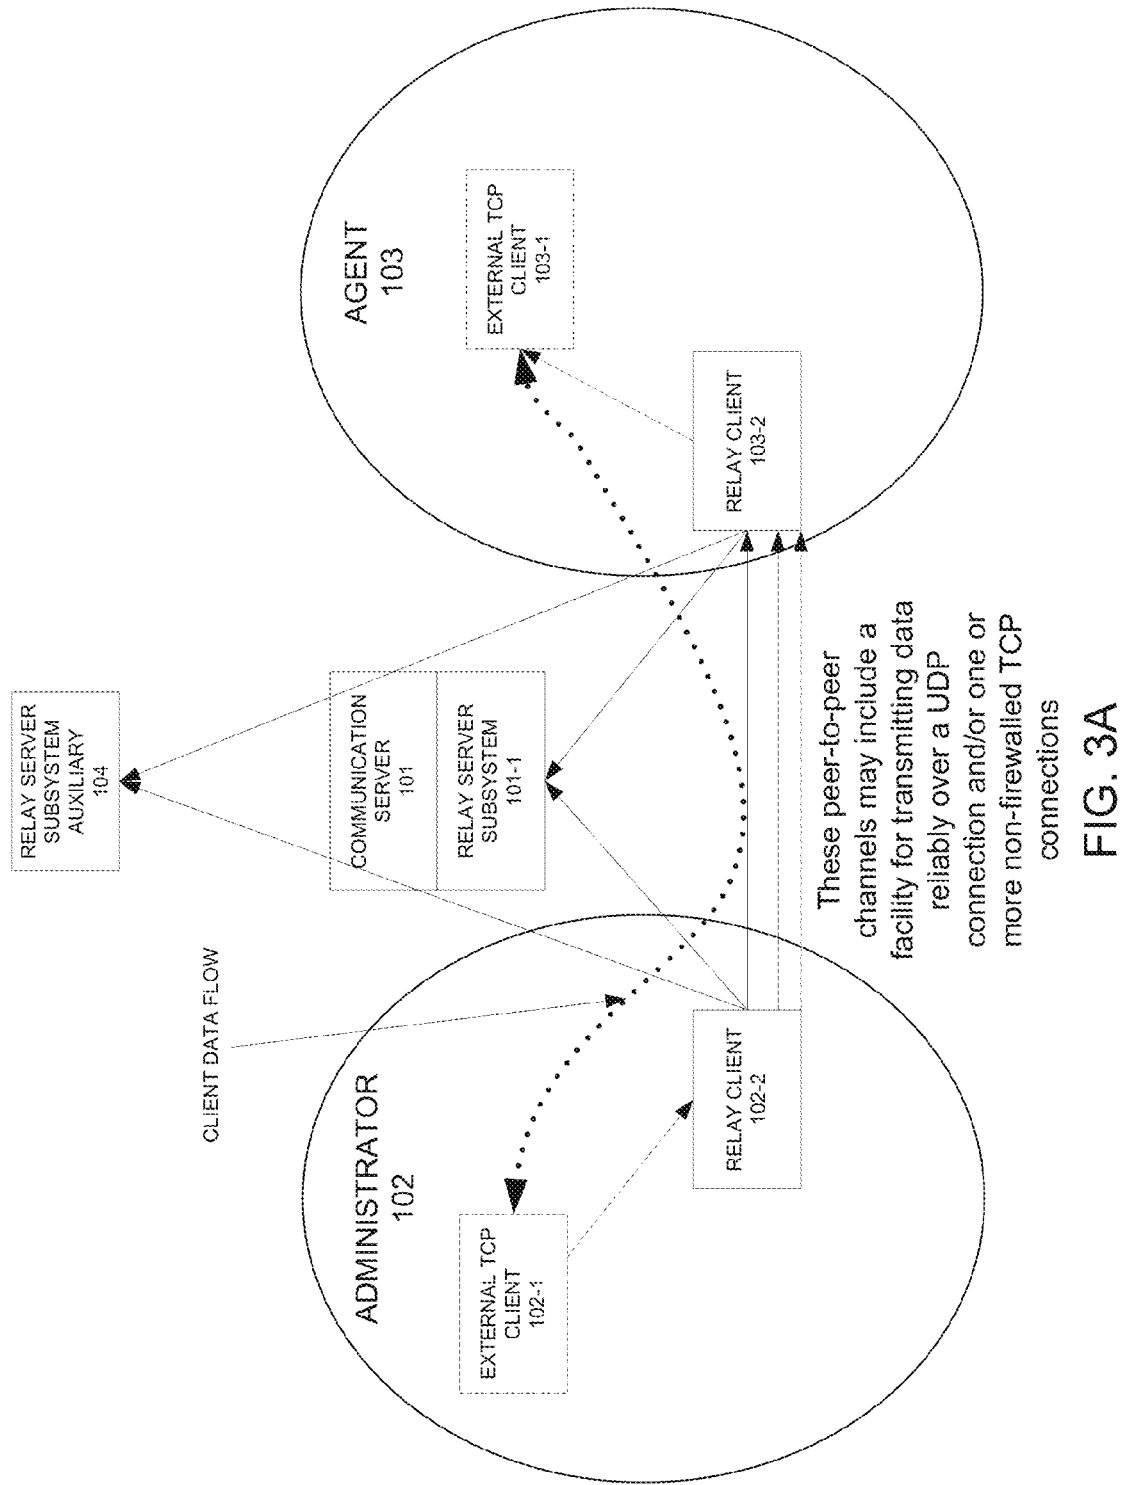 RELAY SERVER
SUBSYSTEM
AUXILIARY
104
CLIENT DATA FLOW
COMMUNICATION
SERVER
101
RELAY SERVER
SUBSYSTEM
101-1
ADMINISTRATOR
102
AGENT
103
EXTERNAL TCP
CLIENT
102-1
EXTERNAL TCP
CLIENT
103-1
RELAY CLIENT
102-2
RELAY CLIENT
103-2
These peer-to-peer
channels may include a
facility for transmitting data
reliably over a UDP
connection and/or one or
more non-firewalled TCP
connections
FIG. 3A